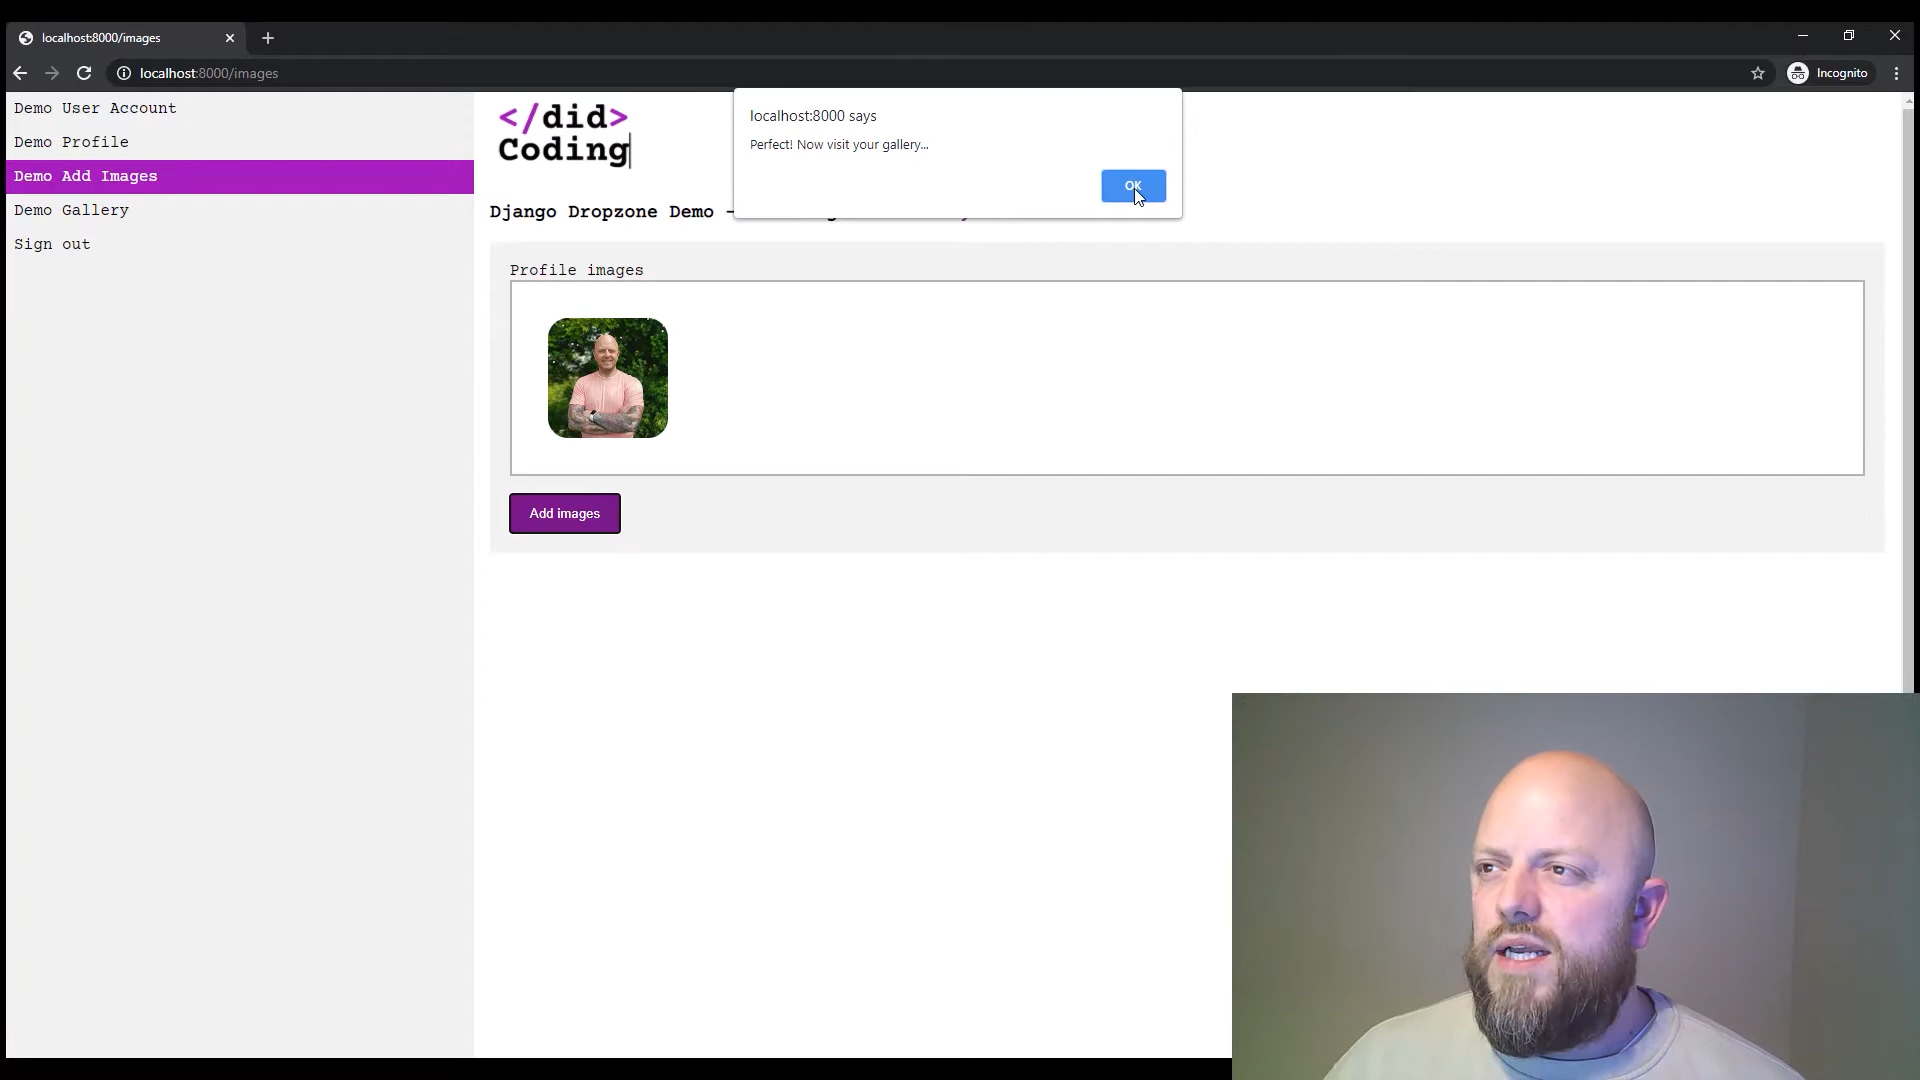 localhost:8000/images
localhost:8000/images
Incognito
Demo User Account
Demo Profile
Demo Add Images
Demo Gallery
Sign out
</did>
Coding
localhost:8000 says
Perfect! Now visit your gallery...
OK
Django Dropzone Demo -
Profile images
Add images